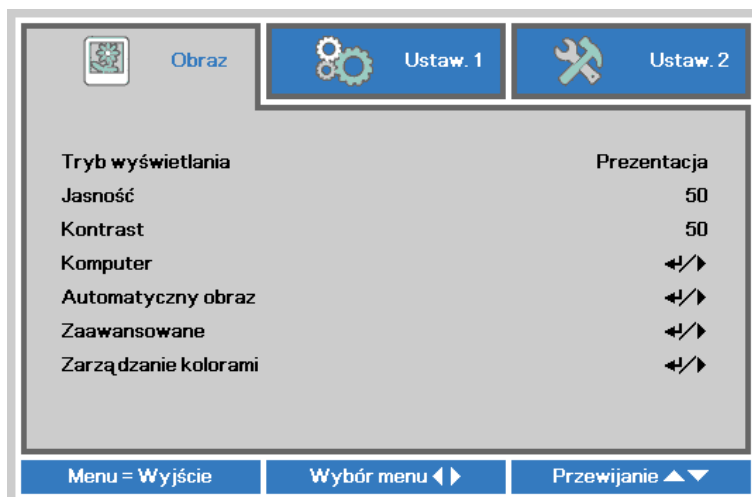 Obraz Ustaw. 1 Ustaw. 2
Tryb wyświetlania Prezentacja
Jasność 50
Kontrast 50
Komputer ↵/▶
Automatyczny obraz ↵/▶
Zaawansowane ↵/▶
Zarządzanie kolorami ↵/▶
Menu = Wyjście Wybór menu ◀▶ Przewijanie ▲▼